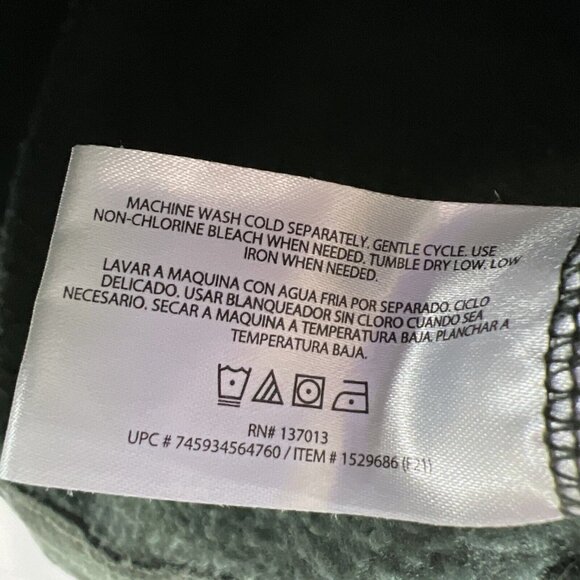 MACHINE WASH COLD SEPARATELY. GENTLE CYCLE. USE
NON-CHLORINE BLEACH WHEN NEEDED. TUMBLE DRY LOW. LOW
IRON WHEN NEEDED.
LAVAR A MAQUINA CON AGUA FRIA POR SEPARADO. CICLO
DELICADO. USAR BLANQUEADOR SIN CLORO CUANDO SEA
NECESARIO. SECAR A MAQUINA A TEMPERATURA BAJA. PLANCHAR A
TEMPERATURA BAJA.
RN# 137013
UPC # 745934564760 / ITEM # 1529686 (F21)